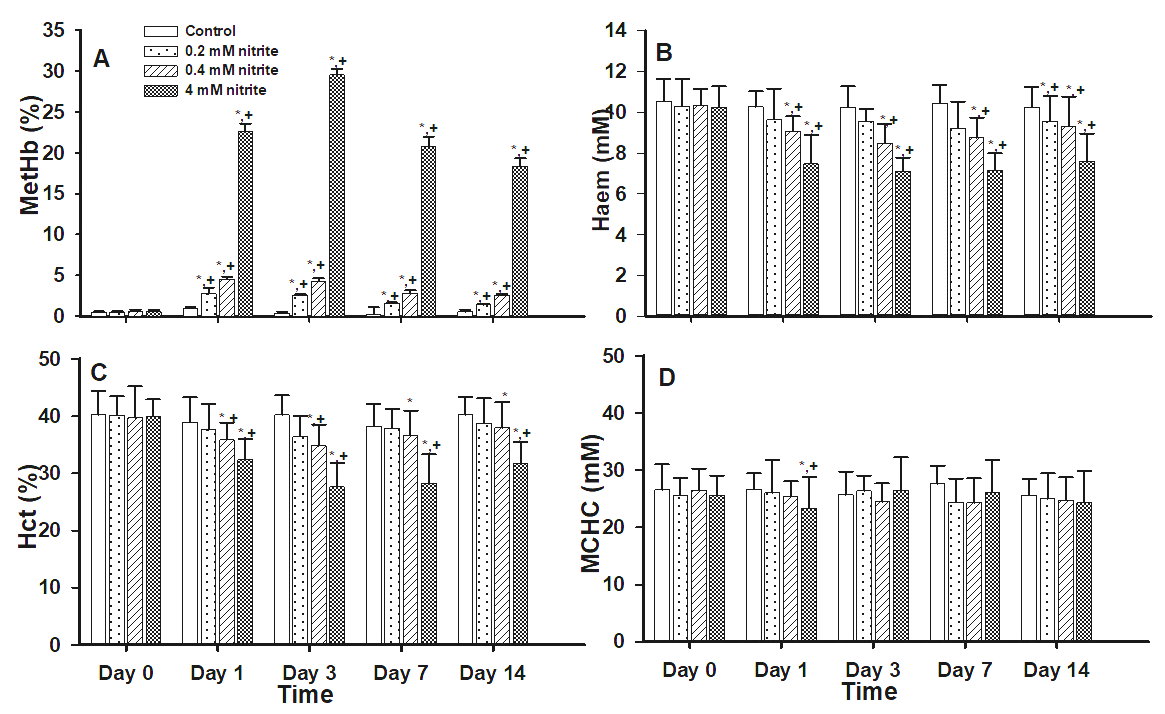 A
Control
0.2 mM nitrite
0.4 mM nitrite
4 mM nitrite
MetHb (%)
35
30
25
20
15
10
5
0
*,+ *,+ *,+
*,+ *,+ *,+
*,+ *,+ *,+
*,+ *,+ *,+
B
Haem (mM)
14
12
10
8
6
4
2
0
*,+ *,+
*,+ *,+
*,+ *,+
*,+ *,+ *,+
C
Hct (%)
50
40
30
20
10
0
*,+ *,+
*,+ *,+
* *,+
* *,+
Day 0 Day 1 Day 3 Day 7 Day 14
Time
D
MCHC (mM)
50
40
30
20
10
0
*,+
Day 0 Day 1 Day 3 Day 7 Day 14
Time